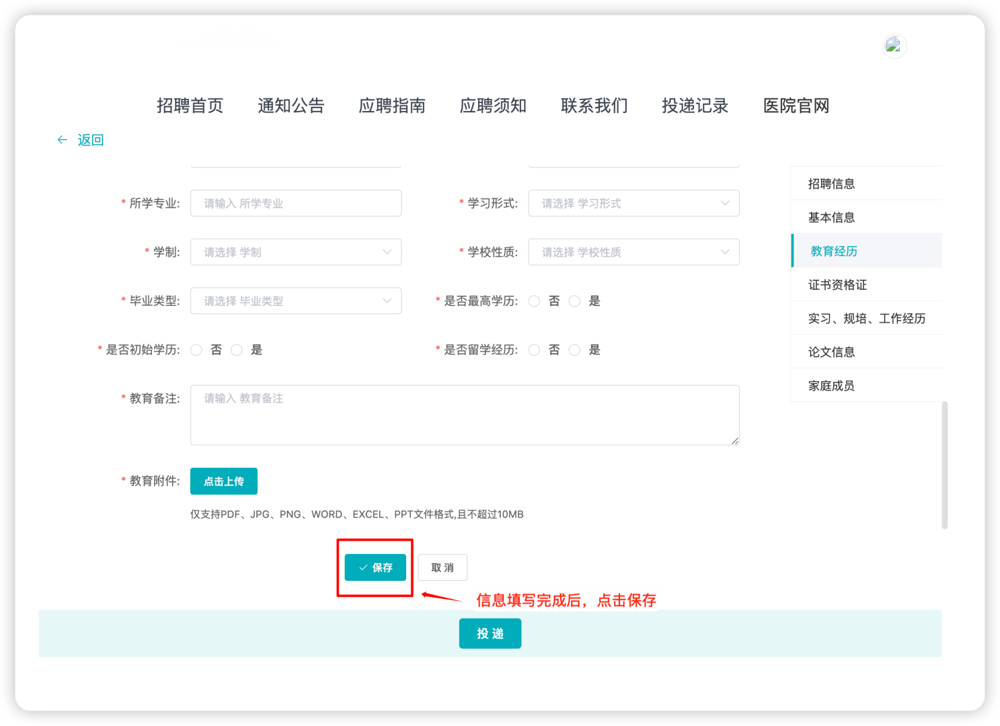 招聘首页 通知公告 应聘指南 应聘须知 联系我们 投递记录 医院官网
← 返回
* 所学专业: 请输入 所学专业 * 学习形式: 请选择 学习形式
* 学制: 请选择 学制 * 学校性质: 请选择 学校性质
* 毕业类型: 请选择 毕业类型 * 是否最高学历: 否 是
* 是否初始学历: 否 是 * 是否留学经历: 否 是
* 教育备注: 请输入 教育备注
* 教育附件: 点击上传
仅支持PDF、JPG、PNG、WORD、EXCEL、PPT文件格式,且不超过10MB
保存 取 消
信息填写完成后，点击保存
投 递
招聘信息
基本信息
教育经历
证书资格证
实习、规培、工作经历
论文信息
家庭成员